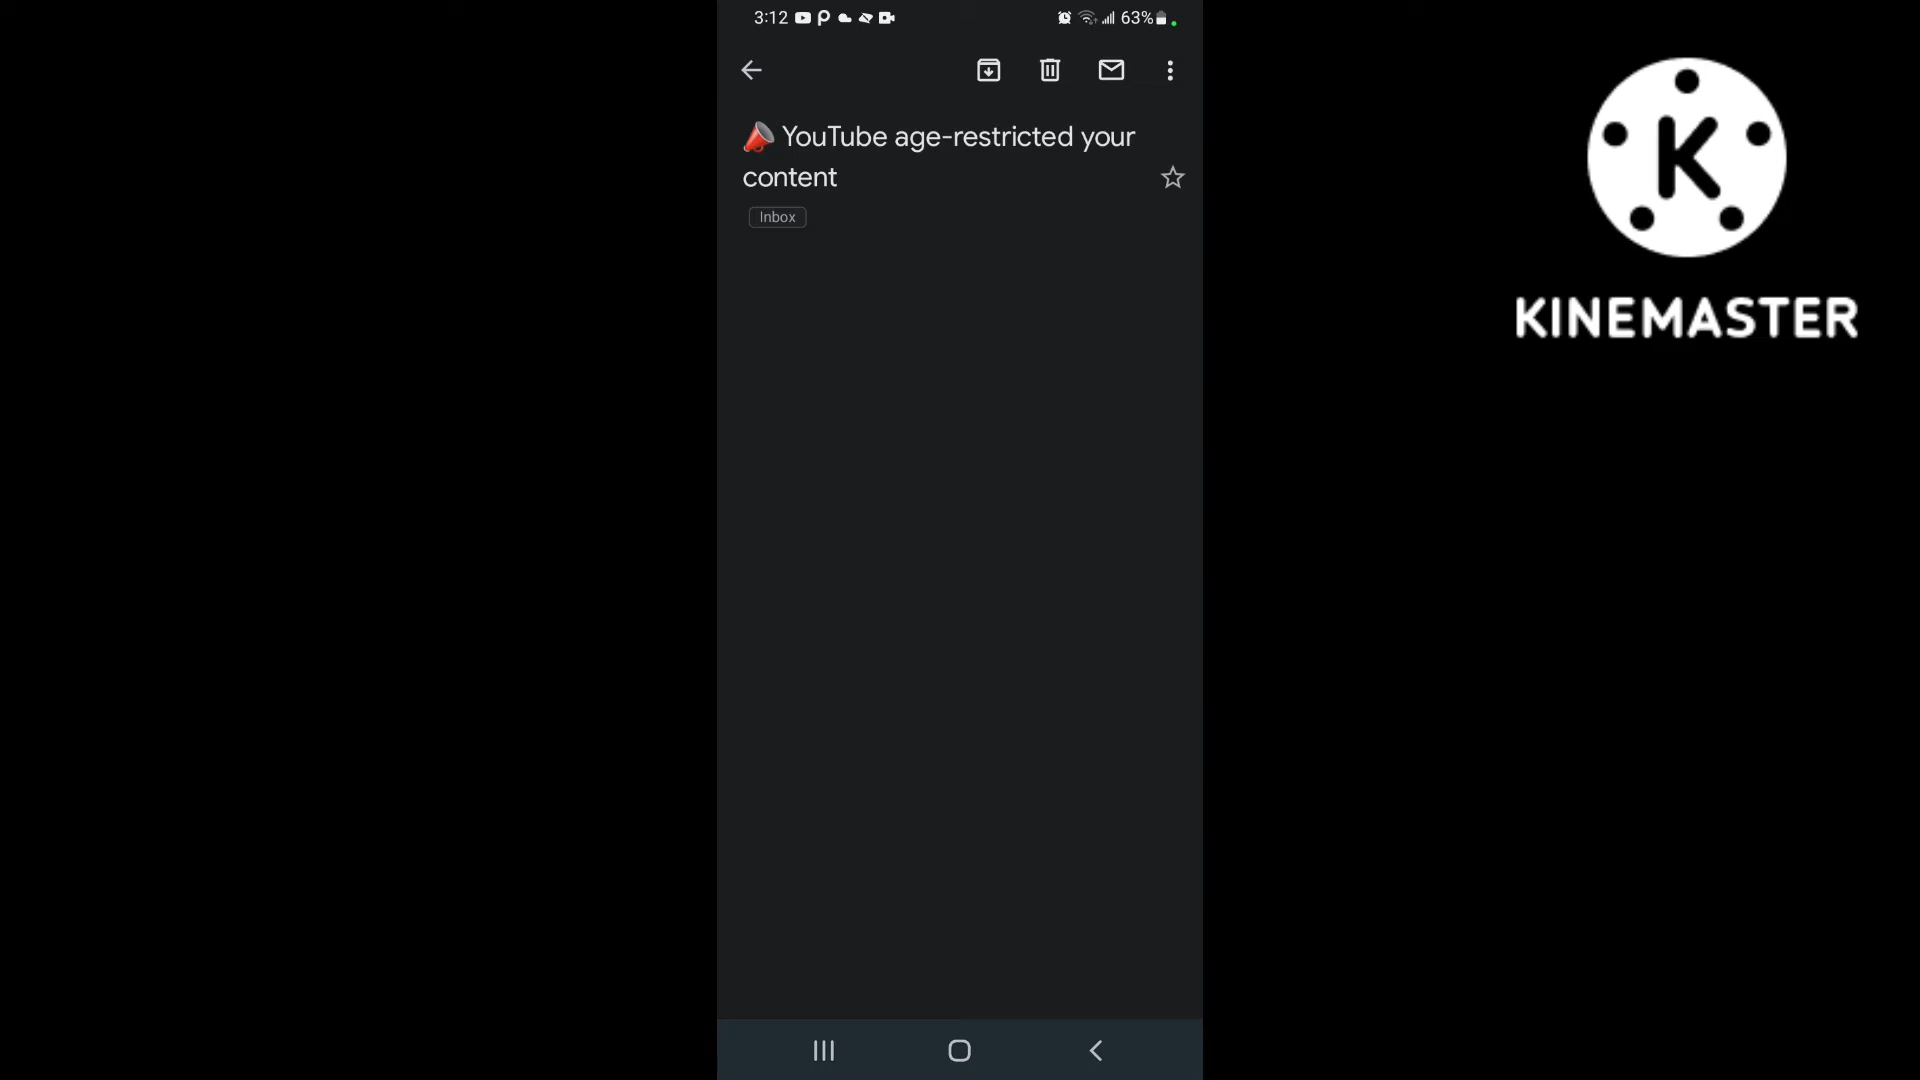 3:12
63%
📣 YouTube age-restricted your
content
Inbox
K
KINEMASTER